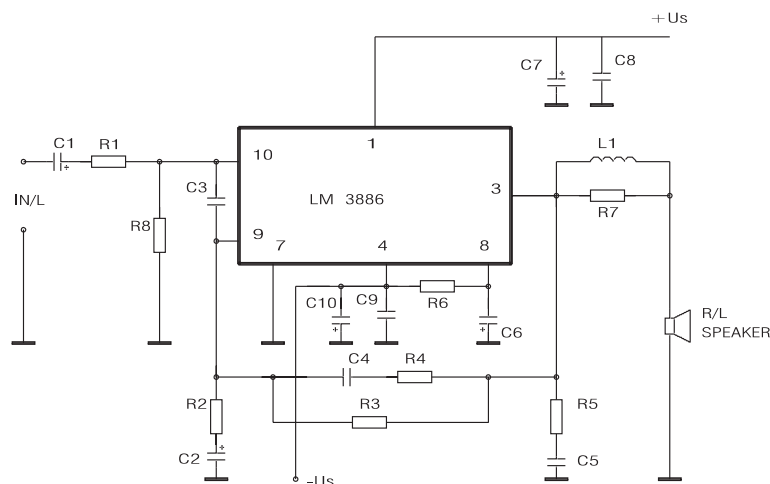 +Us
C7
C8
C1
R1
10
1
L1
C3
LM 3886
3
IN/L
R8
9
R7
7
4
8
C10
C9
R6
C6
R/L
SPEAKER
C4
R4
R2
R3
R5
C2
C5
-Us